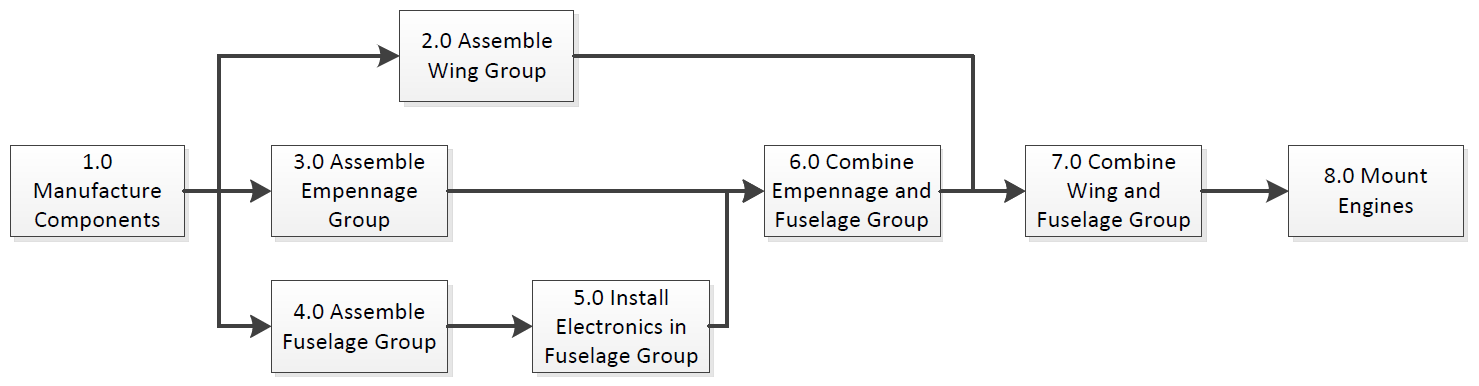 2.0 Assemble
Wing Group
1.0
Manufacture
Components
3.0 Assemble
Empennage
Group
6.0 Combine
Empennage and
Fuselage Group
7.0 Combine
Wing and
Fuselage Group
8.0 Mount
Engines
4.0 Assemble
Fuselage Group
5.0 Install
Electronics in
Fuselage Group